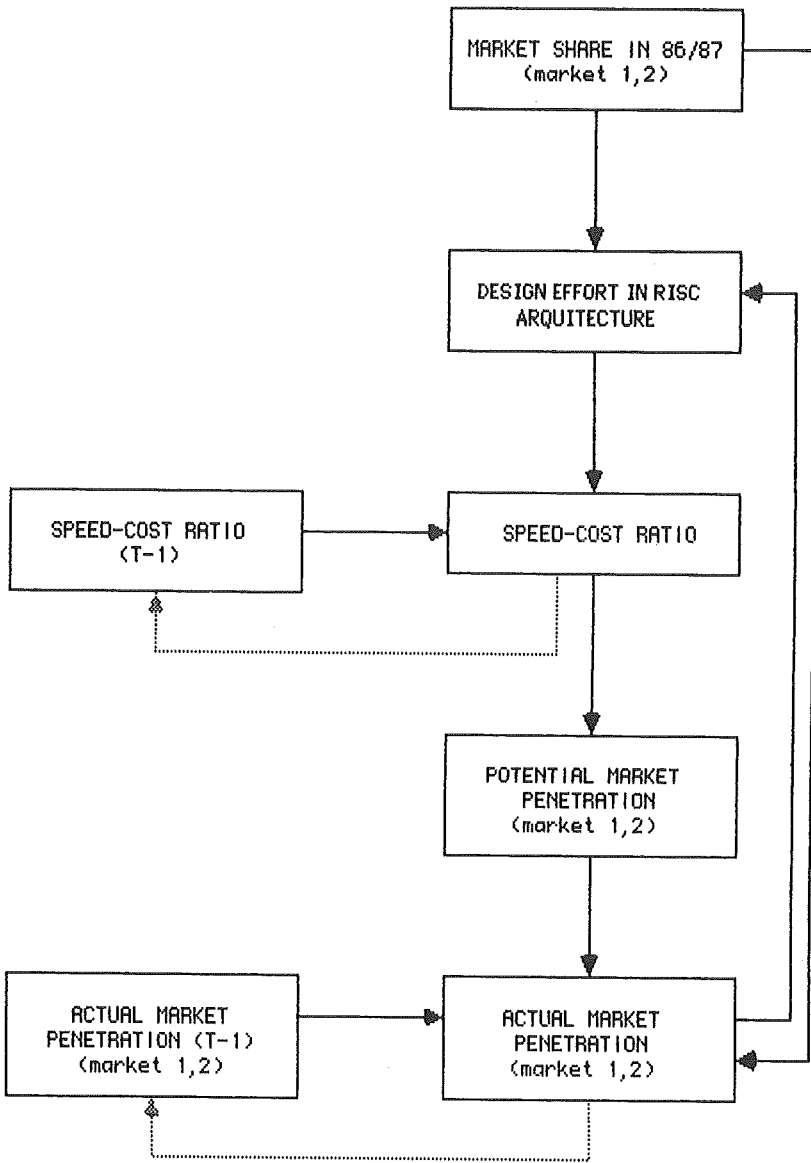 MARKET SHARE IN 86/87
(market 1,2)
DESIGN EFFORT IN RISC
ARQUITECTURE
SPEED-COST RATIO
(T-1)
SPEED-COST RATIO
POTENTIAL MARKET
PENETRATION
(market 1,2)
ACTUAL MARKET
PENETRATION (T-1)
(market 1,2)
ACTUAL MARKET
PENETRATION
(market 1,2)